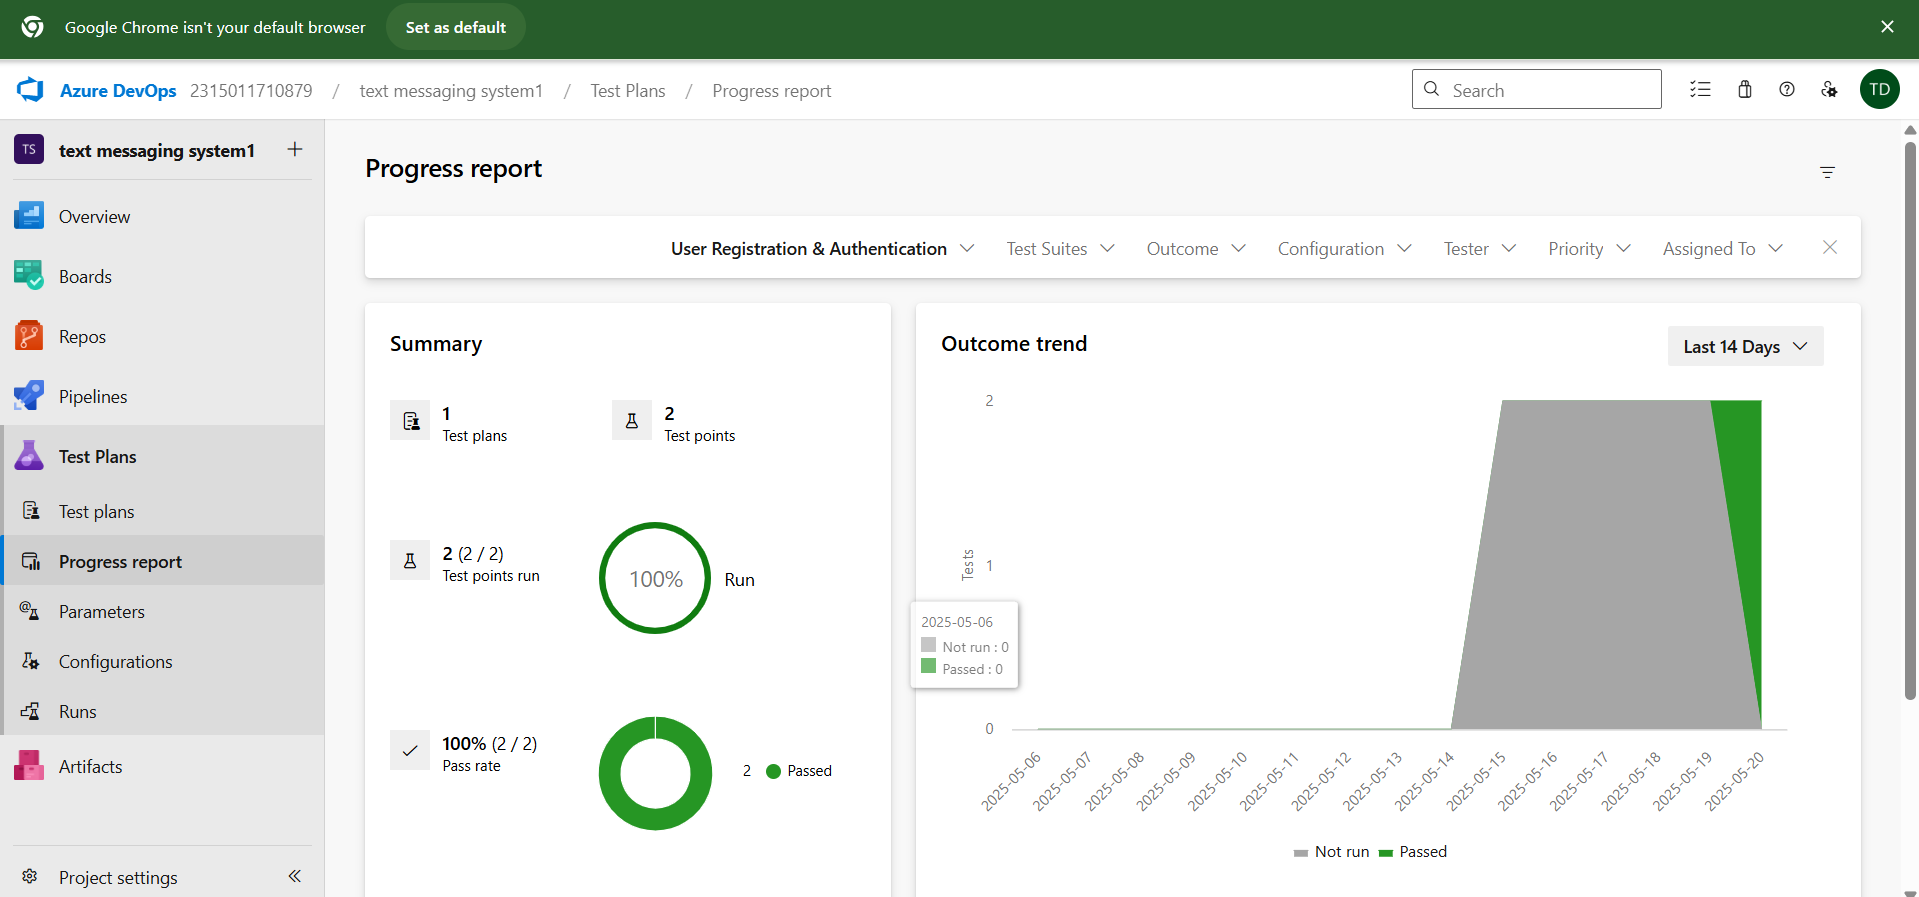 Google Chrome isn't your default browser
Set as default
Azure DevOps 2315011710879 / text messaging system1 / Test Plans / Progress report
Search
TD
TS text messaging system1
Overview
Boards
Repos
Pipelines
Test Plans
Test plans
Progress report
Parameters
Configurations
Runs
Artifacts
Project settings
Progress report
User Registration & Authentication Test Suites Outcome Configuration Tester Priority Assigned To
Summary
1
Test plans
2
Test points
2 (2 / 2)
Test points run
100%
Run
100% (2 / 2)
Pass rate
2 Passed
Outcome trend
Last 14 Days
2
1
0
Tests
2025-05-06
Not run : 0
Passed : 0
2025-05-06
2025-05-07
2025-05-08
2025-05-09
2025-05-10
2025-05-11
2025-05-12
2025-05-13
2025-05-14
2025-05-15
2025-05-16
2025-05-17
2025-05-18
2025-05-19
2025-05-20
Not run Passed